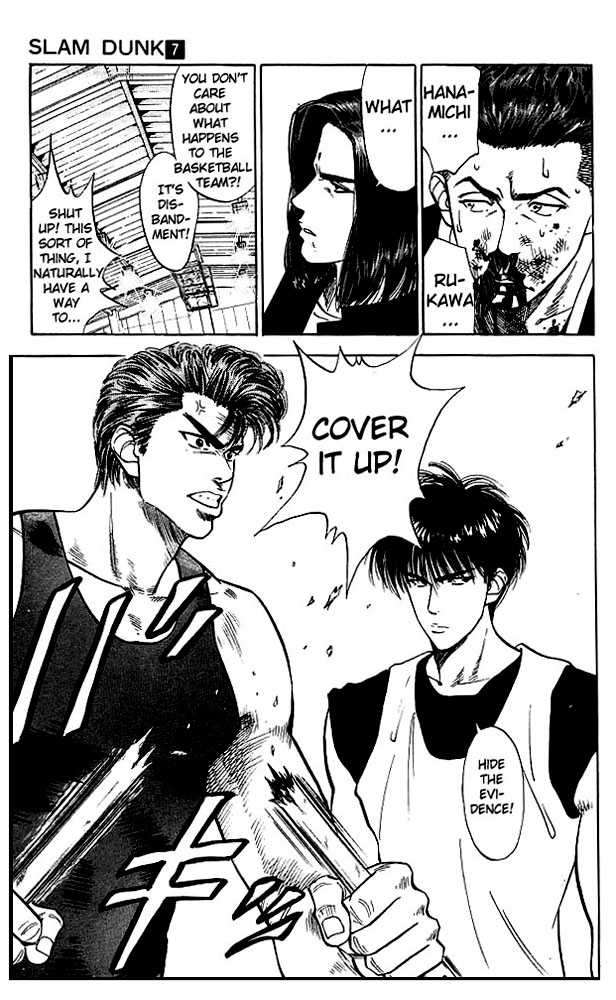 SLAM DUNK 7
HANA-
MICHI
...
RU-
KAWA
...
WHAT
...
YOU DON'T
CARE
ABOUT
WHAT
HAPPENS
TO THE
BASKETBALL
TEAM?!
IT'S
DIS-
BAND-
MENT!
SHUT
UP! THIS
SORT OF
THING, I
NATURALLY
HAVE A
WAY
TO...
COVER
IT UP!
HIDE
THE
EVI-
DENCE!